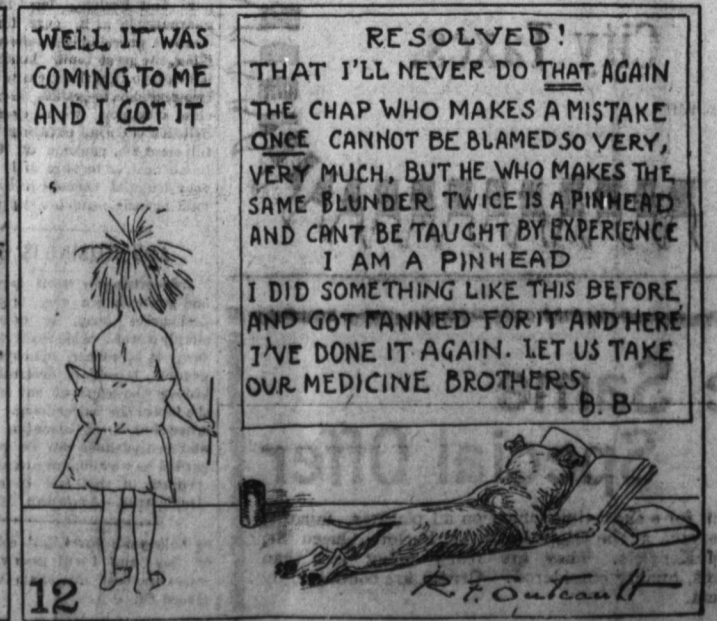 WELL IT WAS
COMING TO ME
AND I GOT IT
RESOLVED!
THAT I'LL NEVER DO THAT AGAIN
THE CHAP WHO MAKES A MISTAKE
ONCE CANNOT BE BLAMED SO VERY,
VERY MUCH, BUT HE WHO MAKES THE
SAME BLUNDER TWICE IS A PINHEAD
AND CANT BE TAUGHT BY EXPERIENCE
I AM A PINHEAD
I DID SOMETHING LIKE THIS BEFORE
AND GOT FANNED FOR IT AND HERE
I'VE DONE IT AGAIN. LET US TAKE
OUR MEDICINE BROTHERS
B. B
R. F. Outcault
12